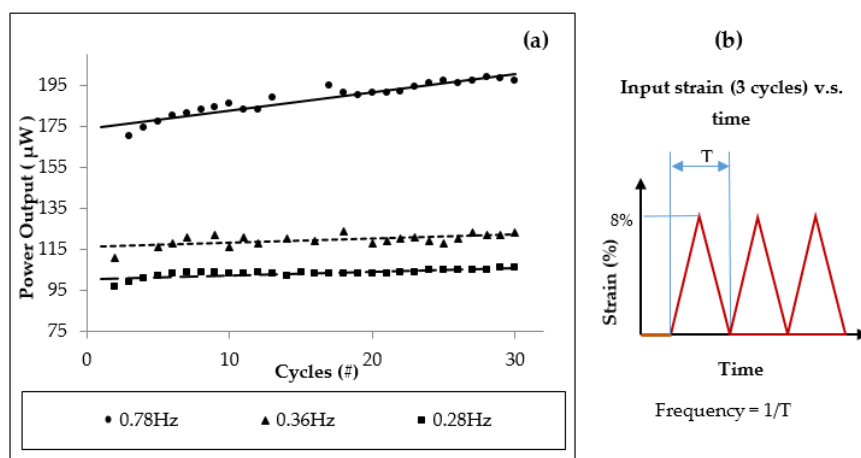 (a)
195
175
155
135
115
95
75
Power Output ( µW)
0
10
20
30
Cycles (#)
0.78Hz
0.36Hz
0.28Hz
(b)
Input strain (3 cycles) v.s.
time
T
8%
Strain (%)
Time
Frequency = 1/T